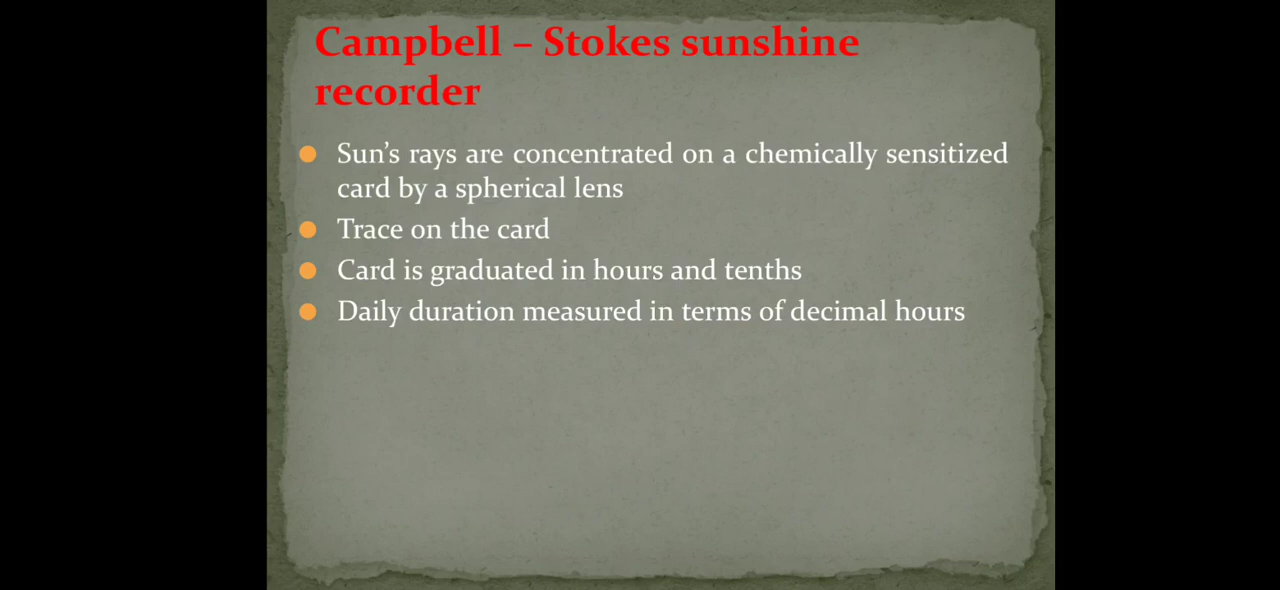 Campbell – Stokes sunshine
recorder
Sun's rays are concentrated on a chemically sensitized
card by a spherical lens
Trace on the card
Card is graduated in hours and tenths
Daily duration measured in terms of decimal hours